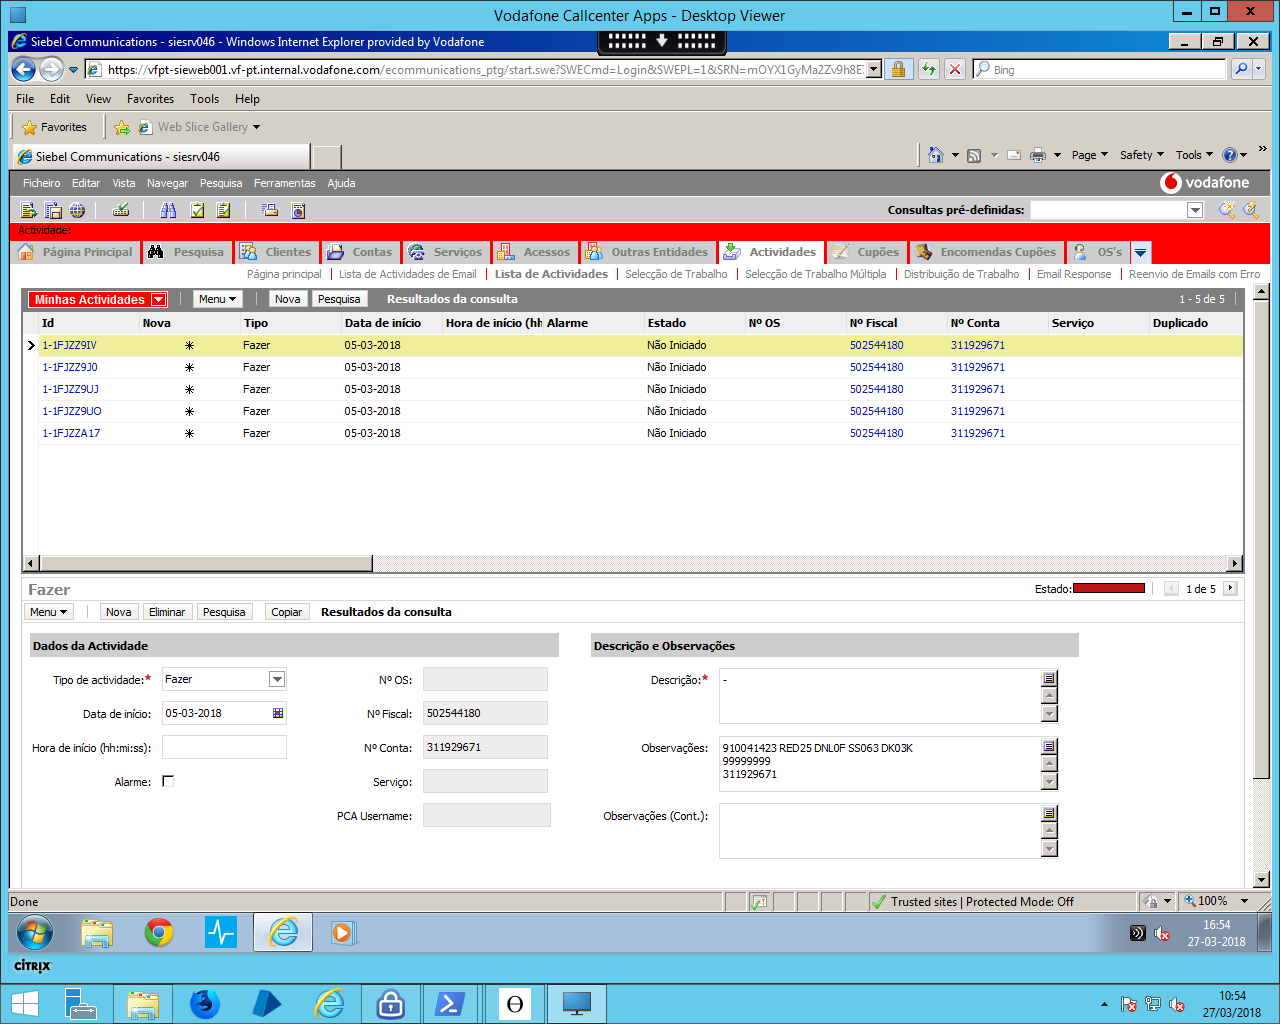 Vodafone Callcenter Apps - Desktop Viewer
Siebel Communications - siesrv046 - Windows Internet Explorer provided by Vodafone
https://vfpt-sieweb001.vf-pt.internal.vodafone.com/ecommunications_ptg/start.swe?SWECmd=Login&SWEPL=1&SRN=mOYX1GyMa2Zv9h8E
Bing
File Edit View Favorites Tools Help
Favorites Web Slice Gallery
Siebel Communications - siesrv046
Page Safety Tools
Ficheiro Editar Vista Navegar Pesquisa Ferramentas Ajuda
vodafone
Consultas pré-definidas:
Actividade:
Página Principal Pesquisa Clientes Contas Serviços Acessos Outras Entidades Actividades Cupões Encomendas Cupões OS's
Página principal Lista de Actividades de Email Lista de Actividades Selecção de Trabalho Selecção de Trabalho Múltipla Distribuição de Trabalho Email Response Reenvio de Emails com Erro
Minhas Actividades Menu Nova Pesquisa Resultados da consulta 1 - 5 de 5
Id Nova Tipo Data de início Hora de início (hh Alarme Estado Nº OS Nº Fiscal Nº Conta Serviço Duplicado
1-1FJZZ9IV Fazer 05-03-2018 Não Iniciado 502544180 311929671
1-1FJZZ9J0 Fazer 05-03-2018 Não Iniciado 502544180 311929671
1-1FJZZ9UJ Fazer 05-03-2018 Não Iniciado 502544180 311929671
1-1FJZZ9UO Fazer 05-03-2018 Não Iniciado 502544180 311929671
1-1FJZZA17 Fazer 05-03-2018 Não Iniciado 502544180 311929671
Fazer Estado: 1 de 5
Menu Nova Eliminar Pesquisa Copiar Resultados da consulta
Dados da Actividade Descrição e Observações
Tipo de actividade:* Fazer Nº OS: Descrição:* -
Data de início: 05-03-2018 Nº Fiscal: 502544180
Hora de início (hh:mi:ss): Nº Conta: 311929671 Observações: 910041423 RED25 DNL0F SS063 DK03K
99999999
311929671
Alarme: Serviço:
PCA Username: Observações (Cont.):
Done Trusted sites | Protected Mode: Off 100%
16:54
27-03-2018
CITRIX
10:54
27/03/2018